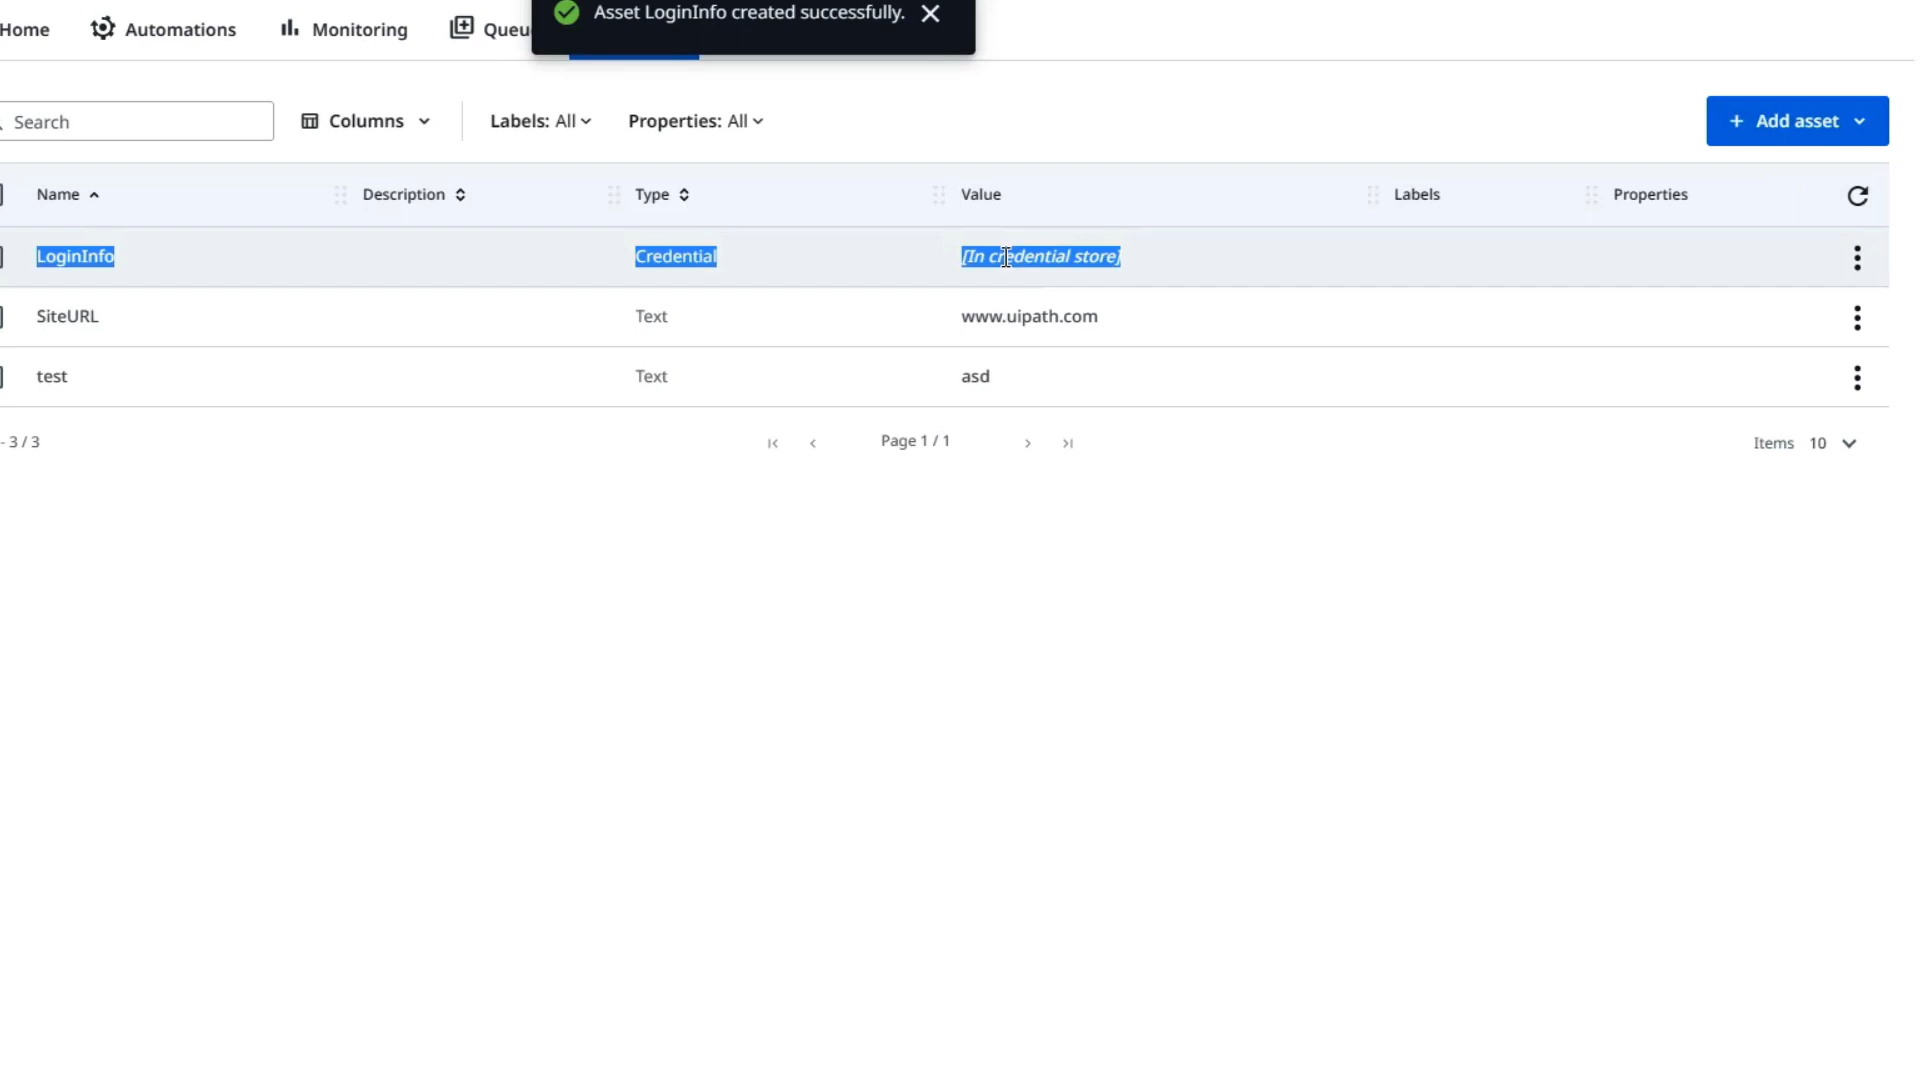 Home Automations Monitoring Queu
Asset LoginInfo created successfully.
Search Columns Labels: All Properties: All + Add asset
Name Description Type Value Labels Properties
LoginInfo Credential [In credential store]
SiteURL Text www.uipath.com
test Text asd
- 3 / 3 Page 1 / 1 Items 10